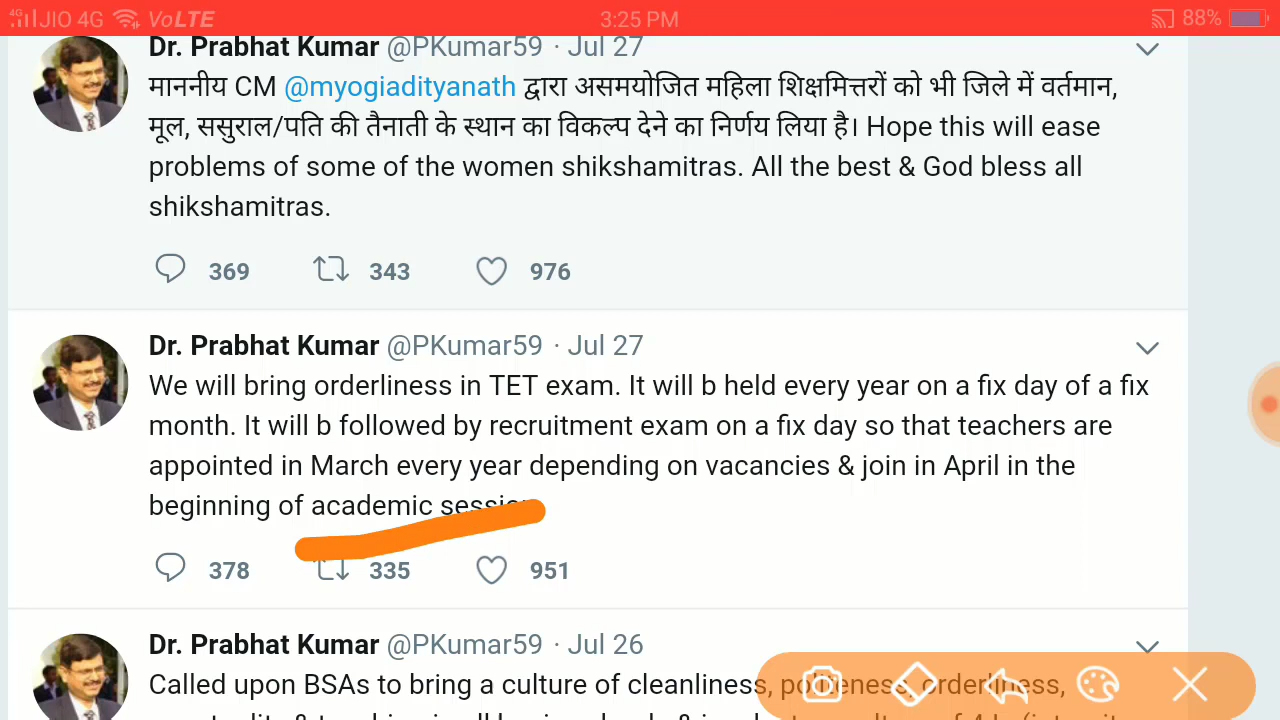 4G JIO 4G VoLTE 3:25 PM 88%
Dr. Prabhat Kumar @PKumar59 · Jul 27
माननीय CM @myogiadityanath द्वारा असमयोजित महिला शिक्षमित्तरों को भी जिले में वर्तमान,
मूल, ससुराल/पति की तैनाती के स्थान का विकल्प देने का निर्णय लिया है। Hope this will ease
problems of some of the women shikshamitras. All the best & God bless all
shikshamitras.
369 343 976
Dr. Prabhat Kumar @PKumar59 · Jul 27
We will bring orderliness in TET exam. It will b held every year on a fix day of a fix
month. It will b followed by recruitment exam on a fix day so that teachers are
appointed in March every year depending on vacancies & join in April in the
beginning of academic session
378 335 951
Dr. Prabhat Kumar @PKumar59 · Jul 26
Called upon BSAs to bring a culture of cleanliness, politeness, orderliness,